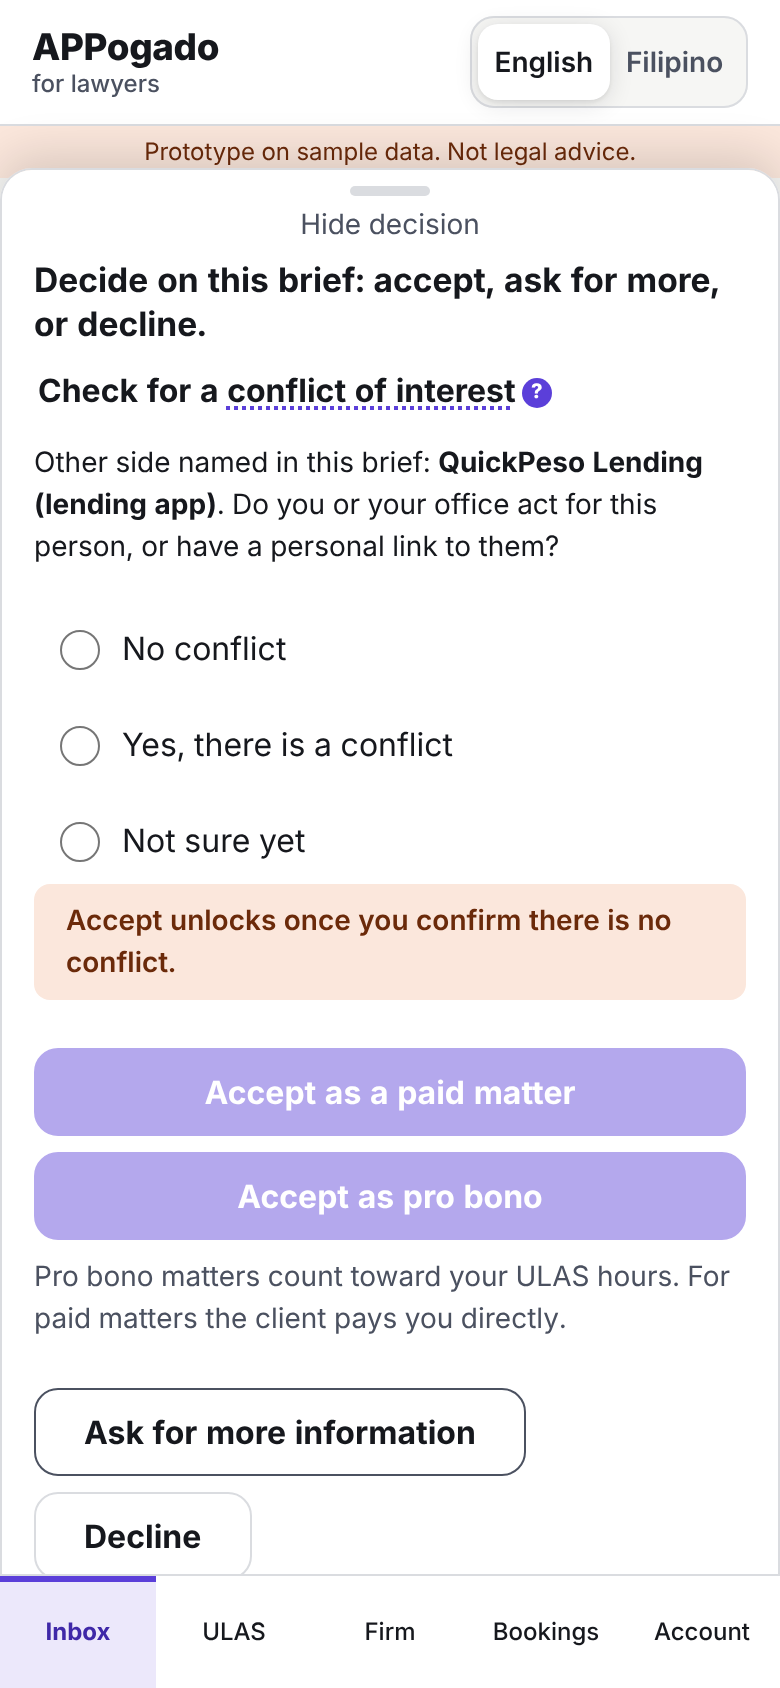 APPogado
for lawyers
English
Filipino
Prototype on sample data. Not legal advice.
Hide decision
Decide on this brief: accept, ask for more,
or decline.
Check for a conflict of interest ?
Other side named in this brief: QuickPeso Lending
(lending app). Do you or your office act for this
person, or have a personal link to them?
No conflict
Yes, there is a conflict
Not sure yet
Accept unlocks once you confirm there is no
conflict.
Accept as a paid matter
Accept as pro bono
Pro bono matters count toward your ULAS hours. For
paid matters the client pays you directly.
Ask for more information
Decline
Inbox
ULAS
Firm
Bookings
Account